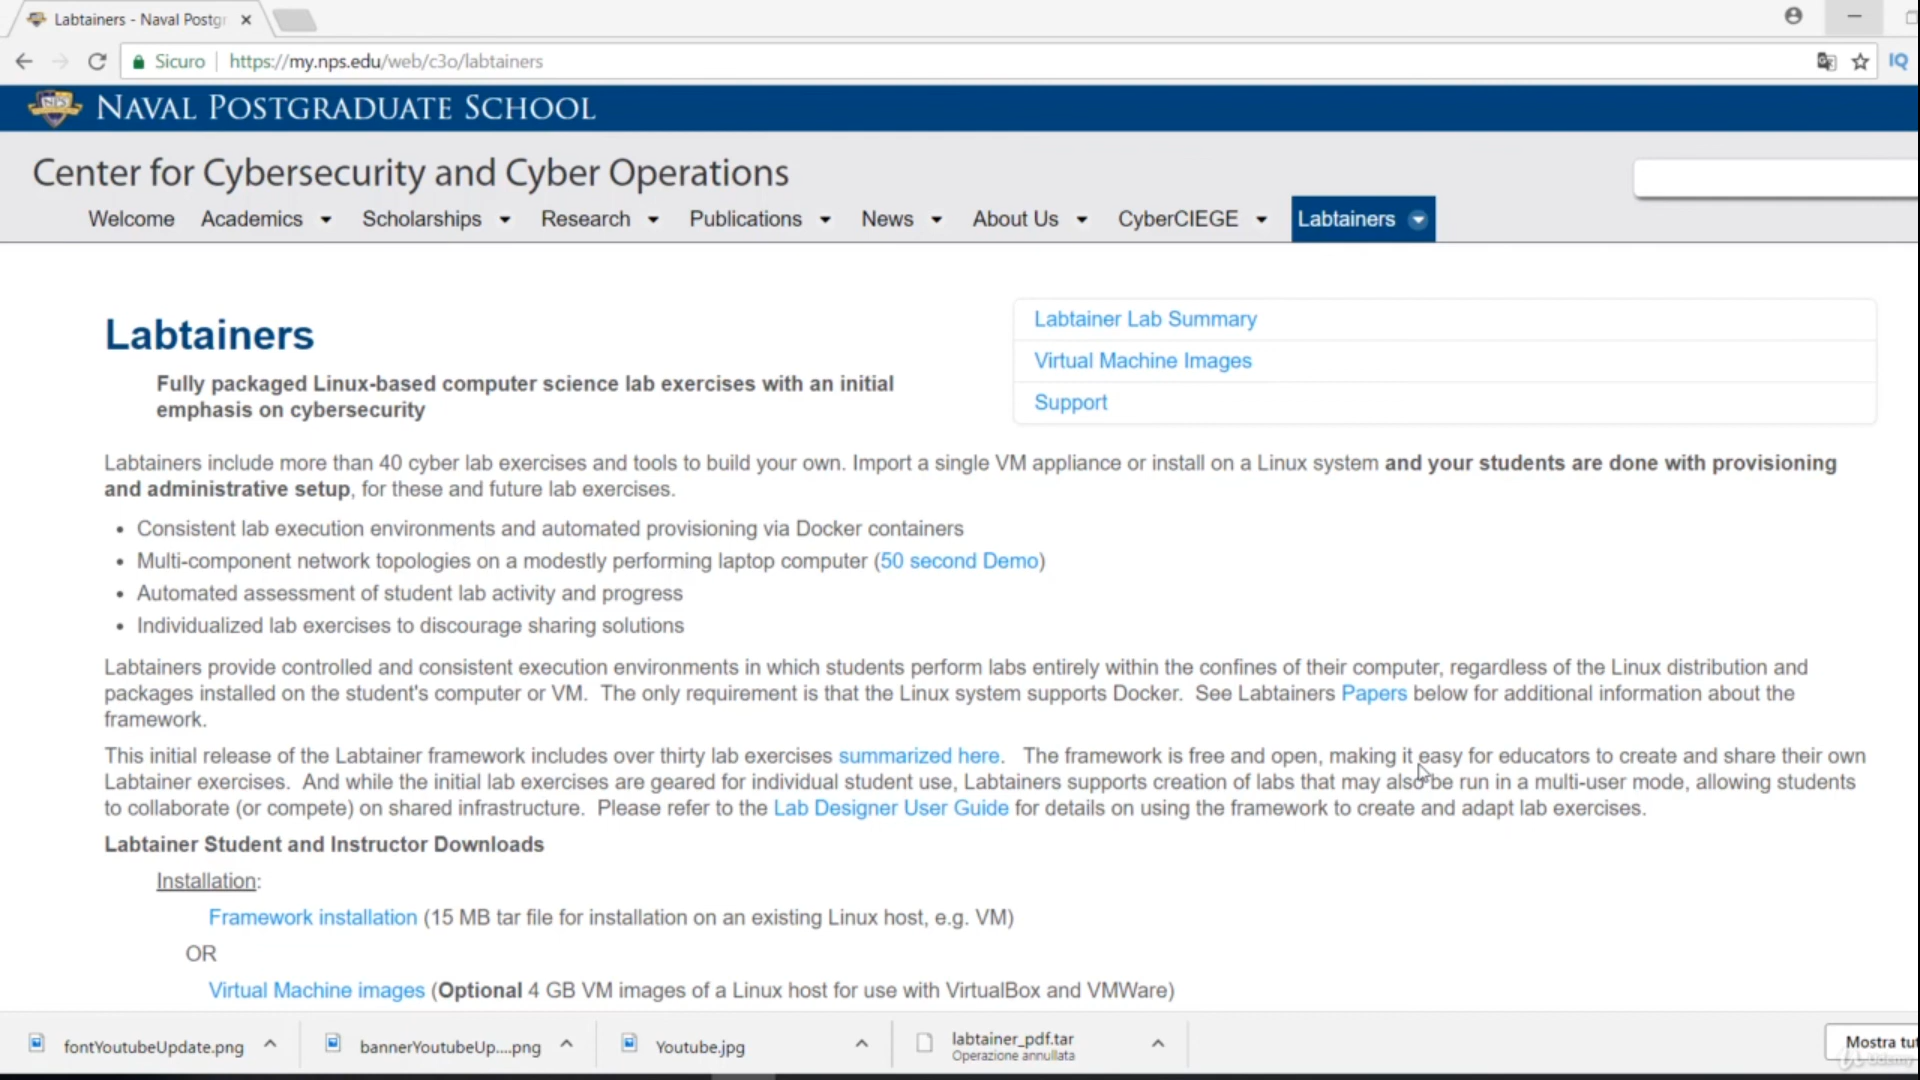 Labtainers - Naval Postgr
Sicuro
https://my.nps.edu/web/c3o/labtainers
IQ
NPS
NAVAL POSTGRADUATE SCHOOL
Center for Cybersecurity and Cyber Operations
Welcome Academics Scholarships Research Publications News About Us CyberCIEGE Labtainers
Labtainers
Fully packaged Linux-based computer science lab exercises with an initial
emphasis on cybersecurity
Labtainer Lab Summary
Virtual Machine Images
Support
Labtainers include more than 40 cyber lab exercises and tools to build your own. Import a single VM appliance or install on a Linux system and your students are done with provisioning
and administrative setup, for these and future lab exercises.
• Consistent lab execution environments and automated provisioning via Docker containers
• Multi-component network topologies on a modestly performing laptop computer (50 second Demo)
• Automated assessment of student lab activity and progress
• Individualized lab exercises to discourage sharing solutions
Labtainers provide controlled and consistent execution environments in which students perform labs entirely within the confines of their computer, regardless of the Linux distribution and
packages installed on the student's computer or VM. The only requirement is that the Linux system supports Docker. See Labtainers Papers below for additional information about the
framework.
This initial release of the Labtainer framework includes over thirty lab exercises summarized here. The framework is free and open, making it easy for educators to create and share their own
Labtainer exercises. And while the initial lab exercises are geared for individual student use, Labtainers supports creation of labs that may also be run in a multi-user mode, allowing students
to collaborate (or compete) on shared infrastructure. Please refer to the Lab Designer User Guide for details on using the framework to create and adapt lab exercises.
Labtainer Student and Instructor Downloads
Installation:
Framework installation (15 MB tar file for installation on an existing Linux host, e.g. VM)
OR
Virtual Machine images (Optional 4 GB VM images of a Linux host for use with VirtualBox and VMWare)
fontYoutubeUpdate.png
bannerYoutubeUp....png
Youtube.jpg
labtainer_pdf.tar
Operazione annullata
Mostra tut
Udemy